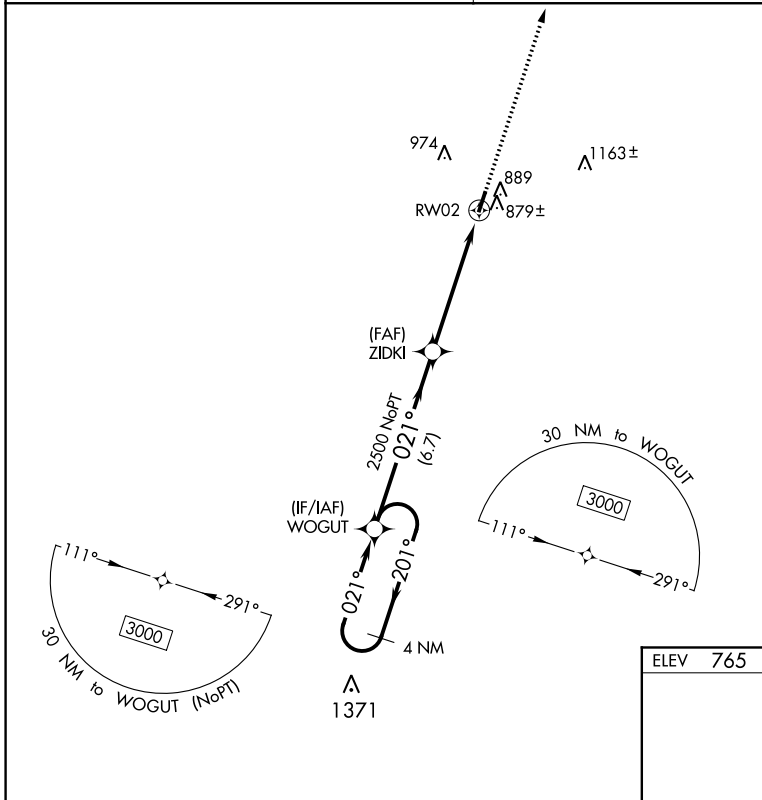 974
1163±
889
RW02
879±
(FAF)
ZIDKI
2500 NoPT
021°
(6.7)
30 NM to WOGUT
3000
111°
291°
(IF/IAF)
WOGUT
021°
201°
4 NM
111°
291°
3000
30 NM to WOGUT (NoPT)
1371
ELEV 765